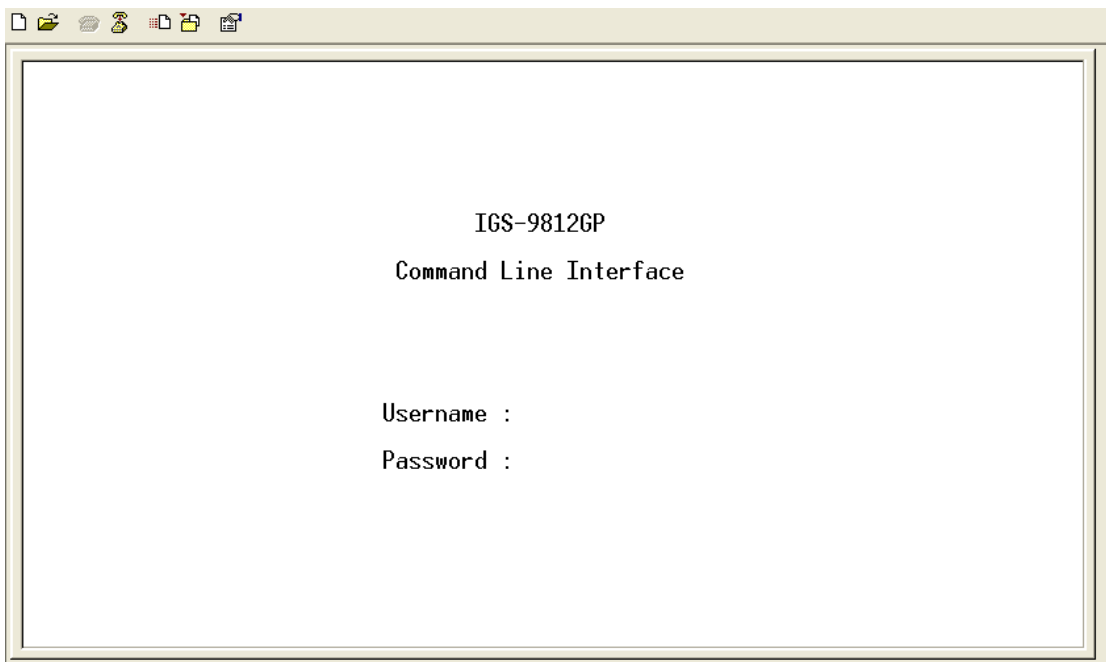 IGS-9812GP
Command Line Interface
Username :
Password :